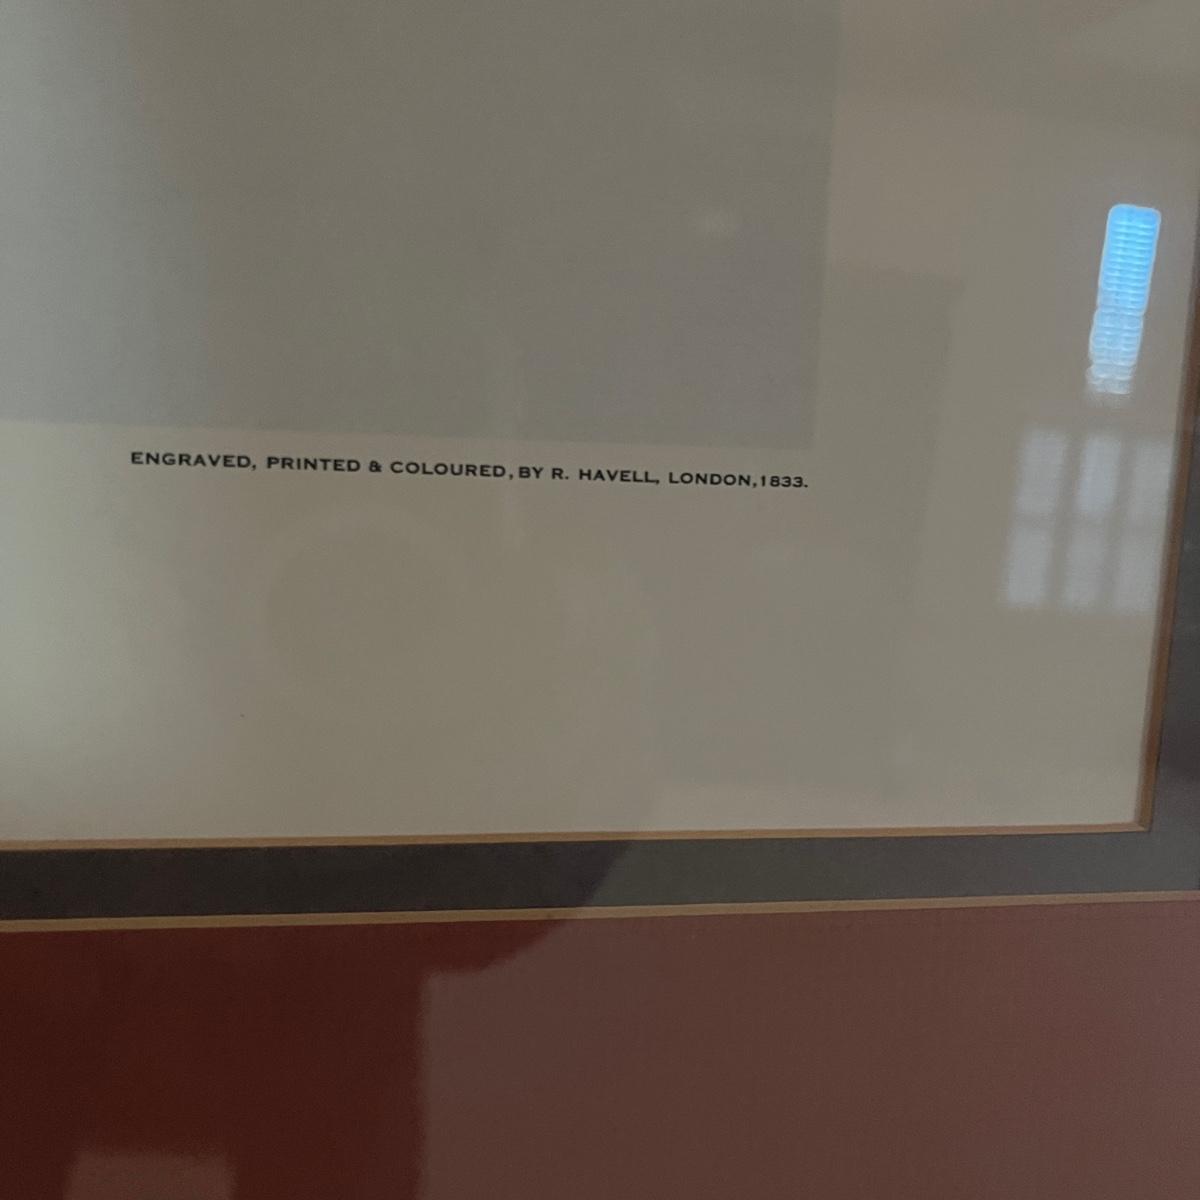 ENGRAVED, PRINTED & COLOURED, BY R. HAVELL, LONDON, 1833.